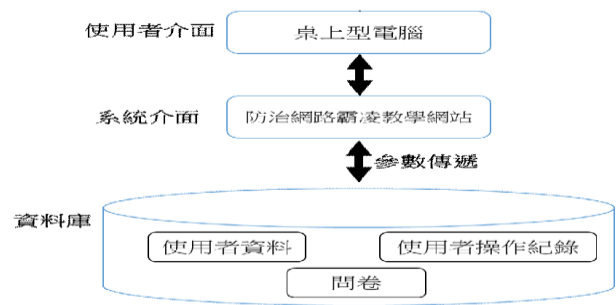 使用者介面 桌上型電腦
系統介面 防治網路霸凌教學網站
參數傳遞
資料庫
使用者資料 使用者操作紀錄
問卷